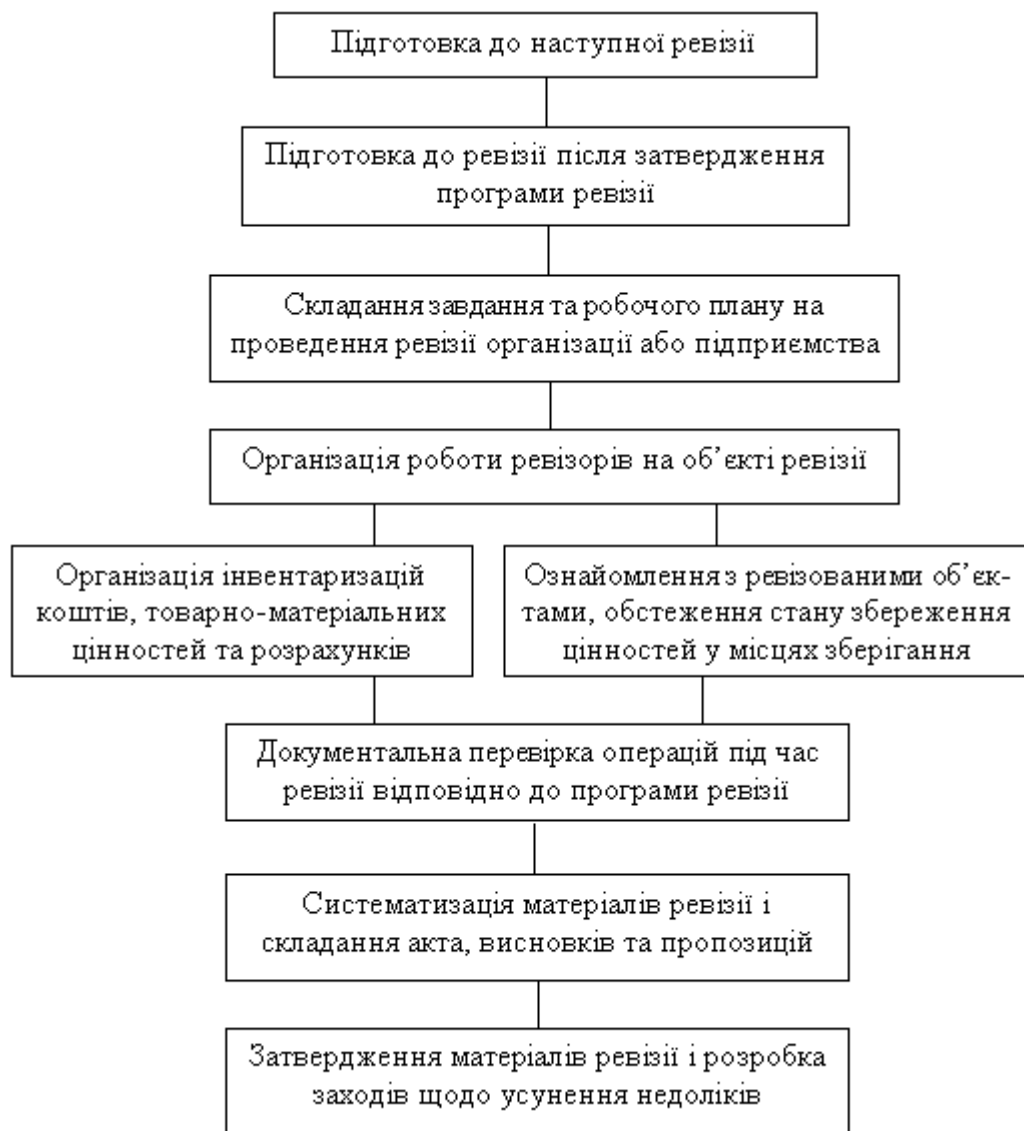 Підготовка до наступної ревізії
Підготовка до ревізії після затвердження
програми ревізії
Складання завдання та робочого плану на
проведення ревізії організації або підприємства
Організація роботи ревізорів на об’єкті ревізії
Організація інвентаризацій
коштів, товарно-матеріальних
цінностей та розрахунків
Ознайомлення з ревізованими об’єк-
тами, обстеження стану збереження
цінностей у місцях зберігання
Документальна перевірка операцій під час
ревізії відповідно до програми ревізії
Систематизація матеріалів ревізії і
складання акта, висновків та пропозицій
Затвердження матеріалів ревізії і розробка
заходів щодо усунення недоліків